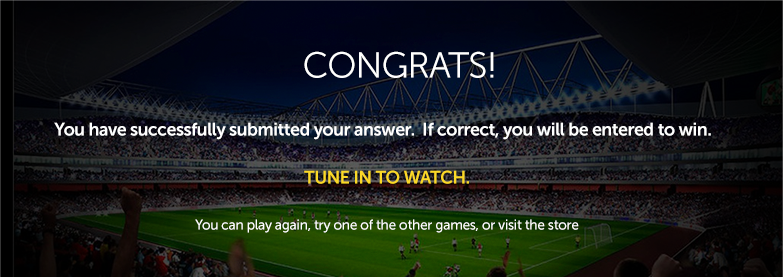 CONGRATS!
You have successfully submitted your answer. If correct, you will be entered to win.
TUNE IN TO WATCH.
You can play again, try one of the other games, or visit the store